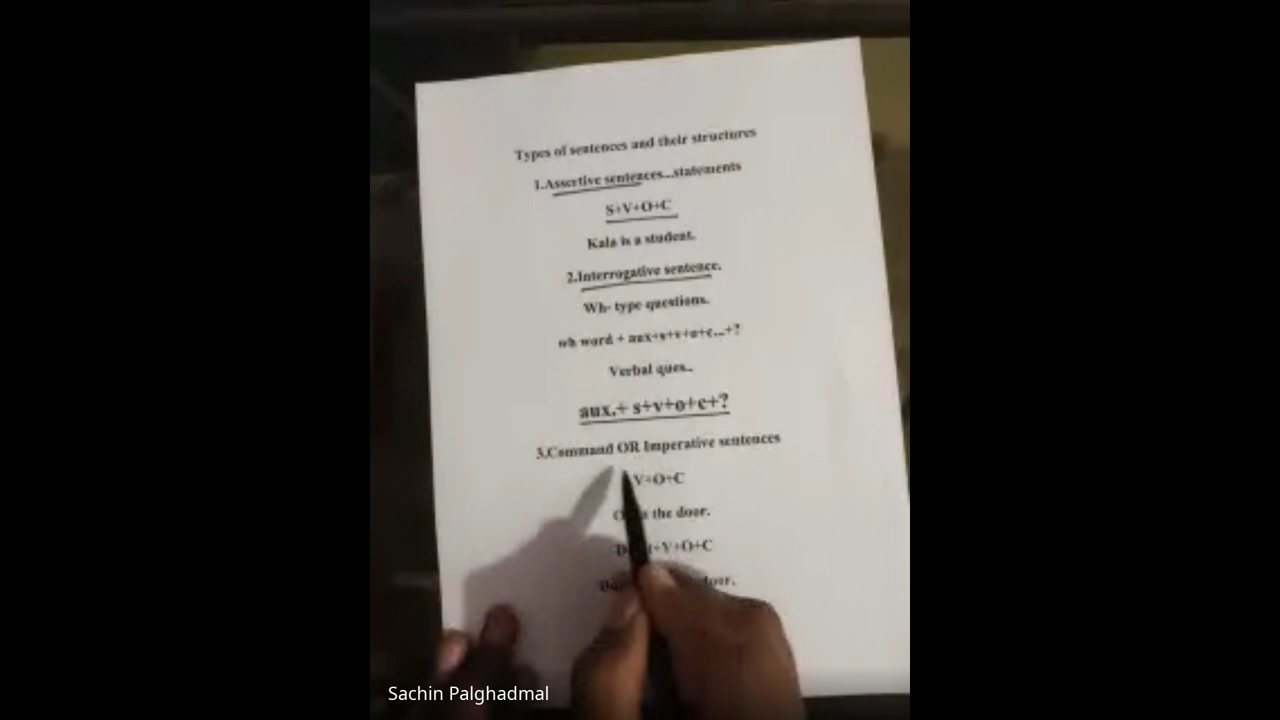 Types of sentences and their structures
1.Assertive sentences...statements
S+V+O+C
Kala is a student.
2.Interrogative sentence.
Wh- type questions.
wh word + aux+s+v+o+c...+?
Verbal ques..
aux.+ s+v+o+c+?
3.Command OR Imperative sentences
V+O+C
the door.
+V+O+C
door.
Sachin Palghadmal